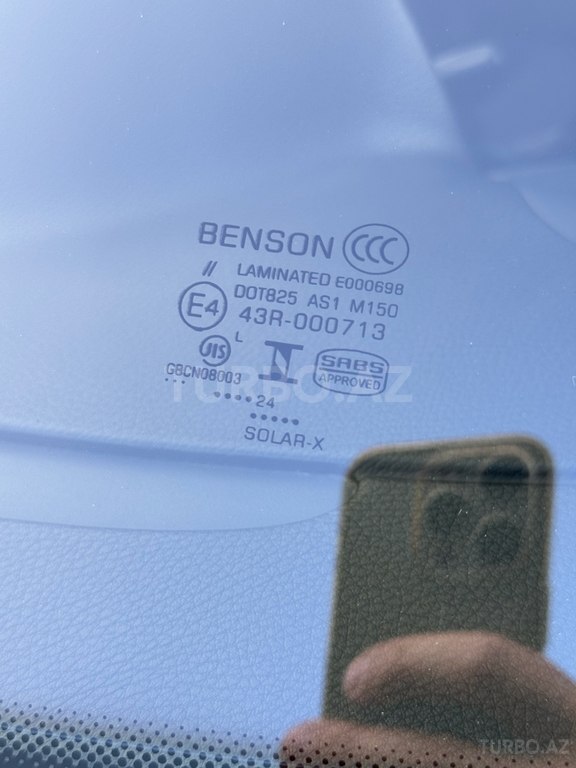 BENSON CCC
// LAMINATED E000698
E4 DOT825 AS1 M150
43R-000713
L
JIS I SABS
APPROVED
GBCN08003
TURBO.AZ
... .....24
.....
SOLAR-X
TURBO.AZ